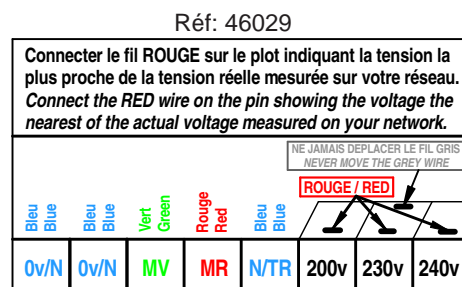 Réf: 46029
Connecter le fil ROUGE sur le plot indiquant la tension la
plus proche de la tension réelle mesurée sur votre réseau.
Connect the RED wire on the pin showing the voltage the
nearest of the actual voltage measured on your network.
NE JAMAIS DEPLACER LE FIL GRIS
NEVER MOVE THE GREY WIRE
ROUGE / RED
Bleu
Blue
Bleu
Blue
Vert
Green
Rouge
Red
Bleu
Blue
0v/N 0v/N MV MR N/TR 200v 230v 240v